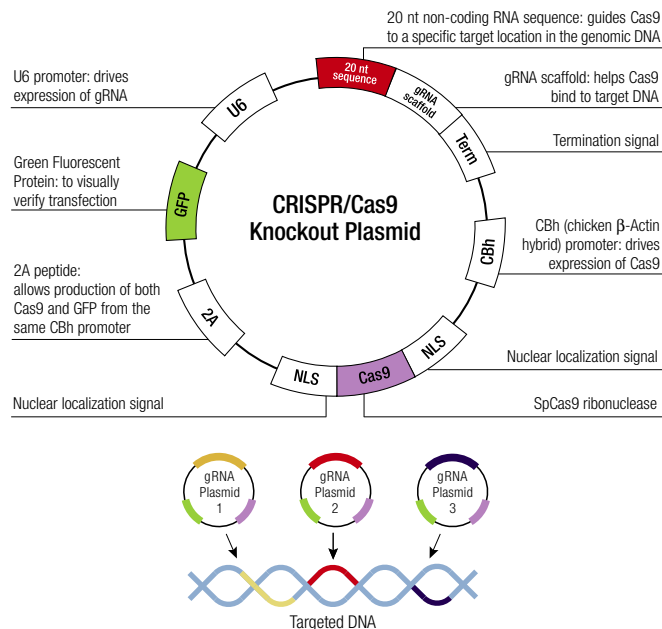 20 nt non-coding RNA sequence: guides Cas9
to a specific target location in the genomic DNA
U6 promoter: drives
expression of gRNA
20 nt
sequence
gRNA
scaffold
gRNA scaffold: helps Cas9
bind to target DNA
U6
Term
Termination signal
Green Fluorescent
Protein: to visually
verify transfection
GFP
CRISPR/Cas9
Knockout Plasmid
CBh
CBh (chicken β-Actin
hybrid) promoter: drives
expression of Cas9
2A peptide:
allows production of both
Cas9 and GFP from the
same CBh promoter
2A
NLS
Cas9
NLS
Nuclear localization signal
Nuclear localization signal
SpCas9 ribonuclease
gRNA
Plasmid
1
gRNA
Plasmid
2
gRNA
Plasmid
3
Targeted DNA